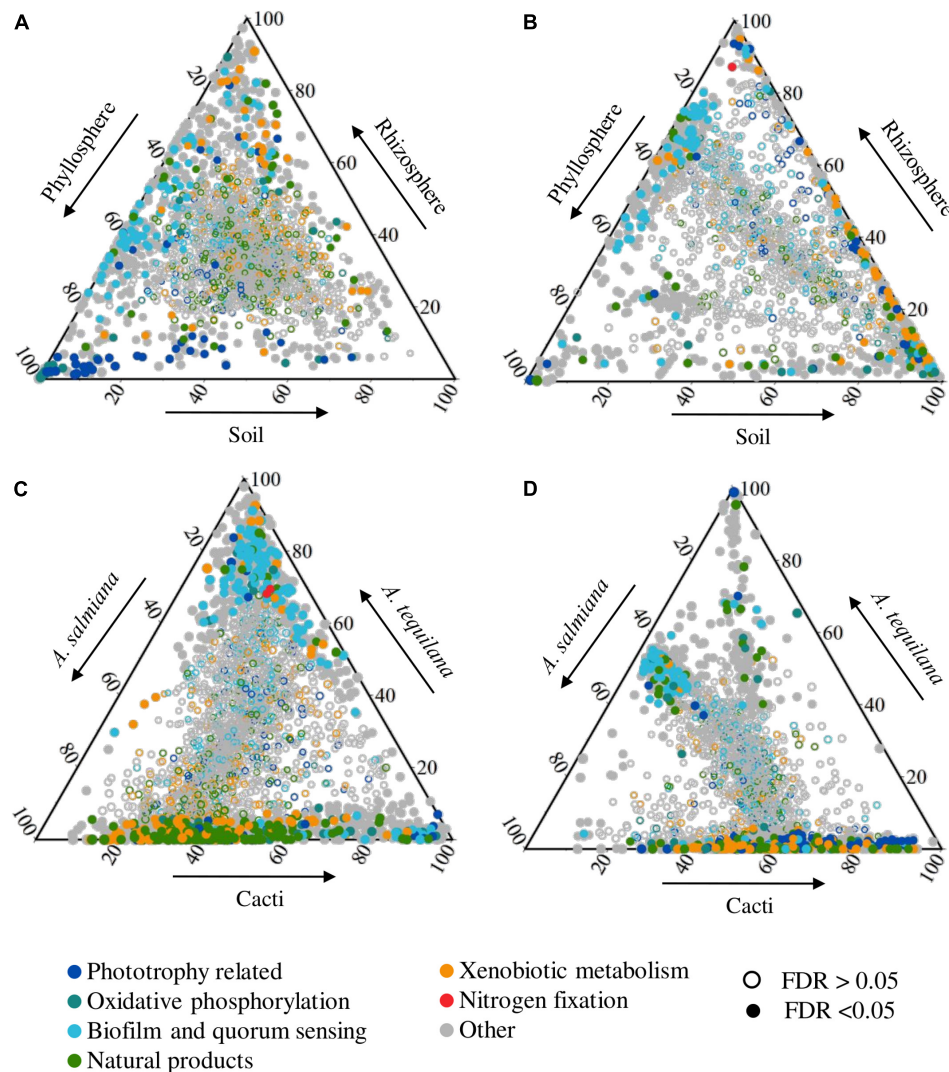 A
100
80
60
40
20
20
40
60
80
100
20
40
60
80
100
Phyllosphere
Rhizosphere
Soil
B
100
80
60
40
20
20
40
60
80
100
20
40
60
80
100
Phyllosphere
Rhizosphere
Soil
C
100
80
60
40
20
20
40
60
80
100
20
40
60
80
100
A. salmiana
A. tequilana
Cacti
D
100
80
60
40
20
20
40
60
80
100
20
40
60
80
100
A. salmiana
A. tequilana
Cacti
Phototrophy related
Oxidative phosphorylation
Biofilm and quorum sensing
Natural products
Xenobiotic metabolism
Nitrogen fixation
Other
FDR > 0.05
FDR <0.05